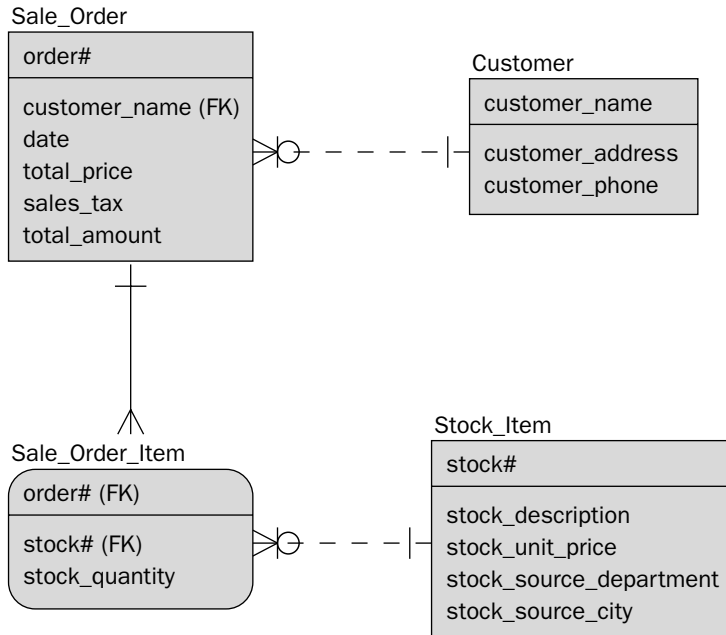 Sale_Order
order#
customer_name (FK)
date
total_price
sales_tax
total_amount
Customer
customer_name
customer_address
customer_phone
Sale_Order_Item
order# (FK)
stock# (FK)
stock_quantity
Stock_Item
stock#
stock_description
stock_unit_price
stock_source_department
stock_source_city